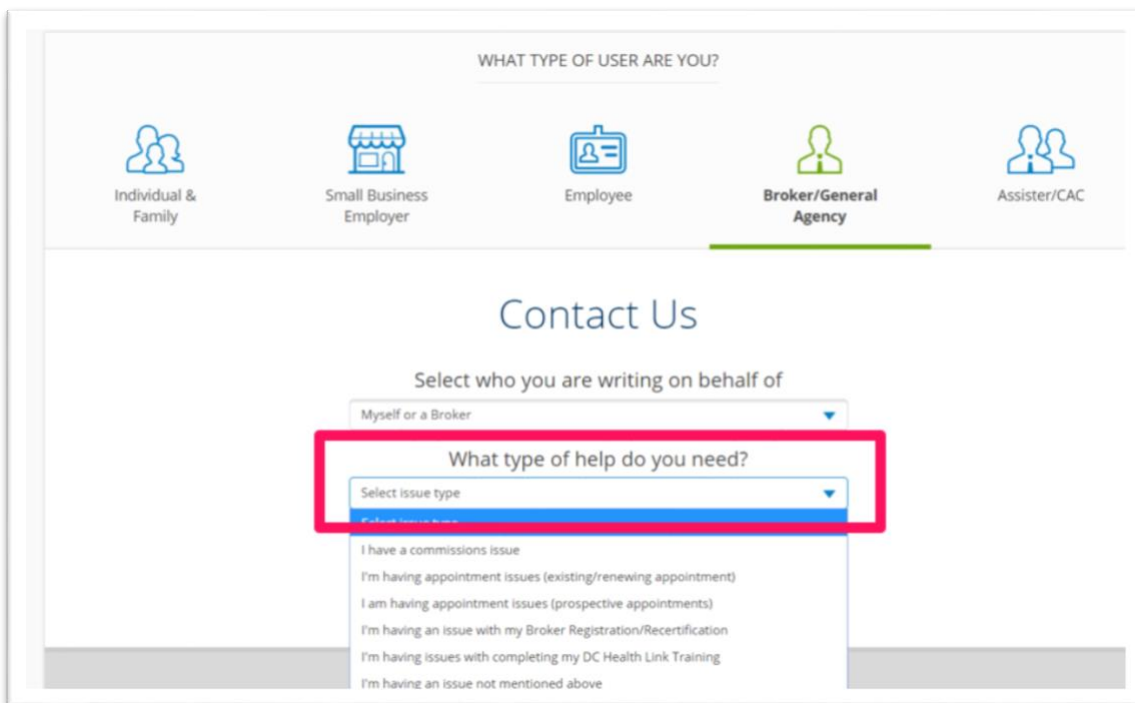 WHAT TYPE OF USER ARE YOU?
Individual &
Family
Small Business
Employer
Employee
Broker/General
Agency
Assister/CAC
Contact Us
Select who you are writing on behalf of
Myself or a Broker
What type of help do you need?
Select issue type
Select issue type
I have a commissions issue
I'm having appointment issues (existing/renewing appointment)
I am having appointment issues (prospective appointments)
I'm having an issue with my Broker Registration/Recertification
I'm having issues with completing my DC Health Link Training
I'm having an issue not mentioned above